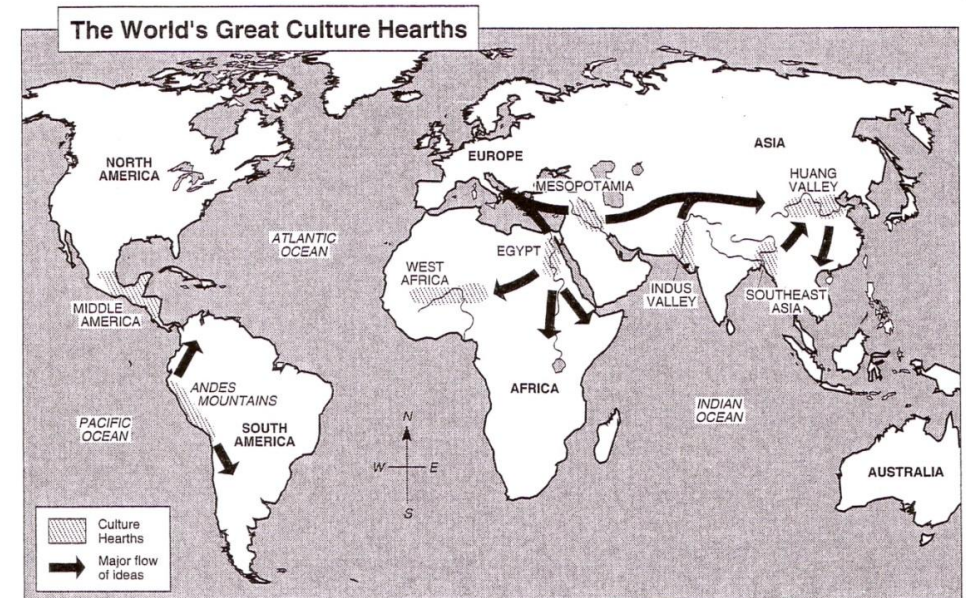 The World's Great Culture Hearths
NORTH
AMERICA
EUROPE
ASIA
MESOPOTAMIA
HUANG
VALLEY
ATLANTIC
OCEAN
EGYPT
WEST
AFRICA
MIDDLE
AMERICA
INDUS
VALLEY
SOUTHEAST
ASIA
ANDES
MOUNTAINS
AFRICA
PACIFIC
OCEAN
SOUTH
AMERICA
INDIAN
OCEAN
N
W
E
S
AUSTRALIA
Culture
Hearths
Major flow
of ideas